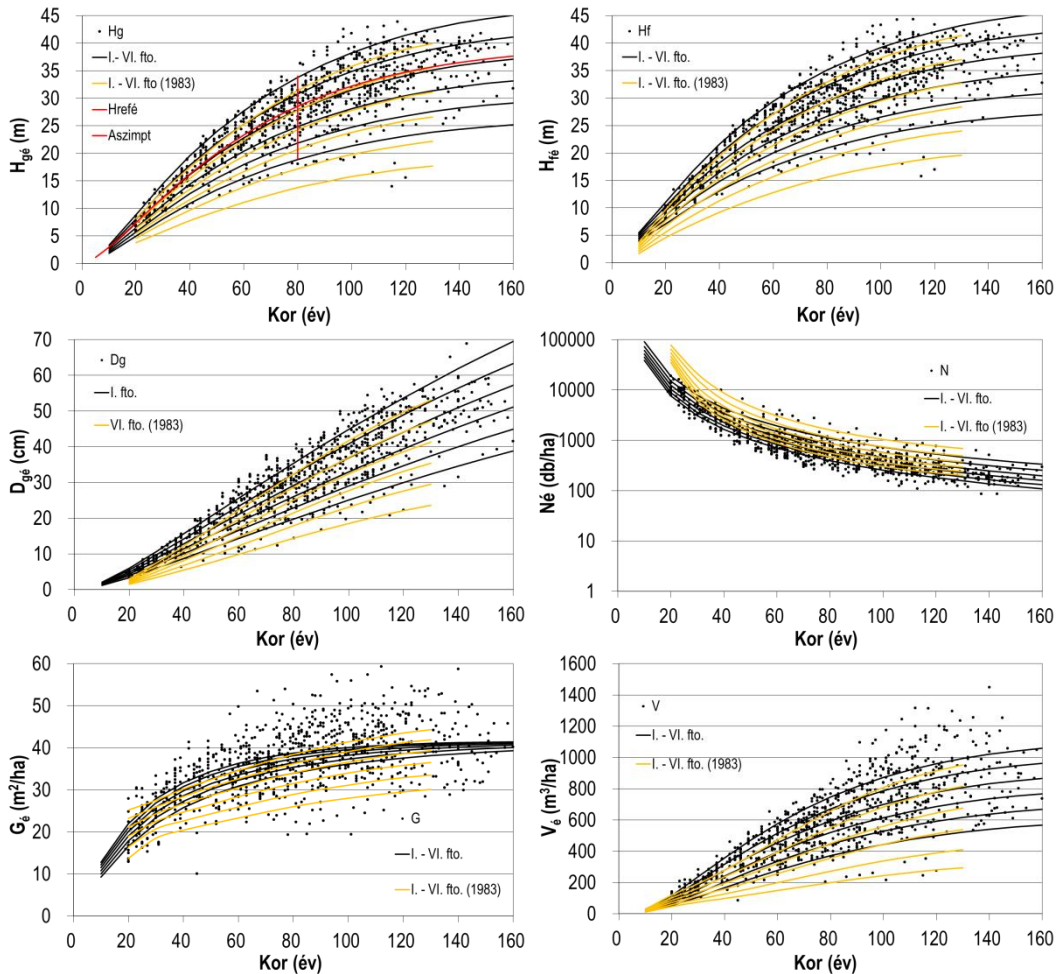 45
40
35
30
25
20
15
10
5
0
H_gé (m)
Hg
I.- VI. fto.
I. - VI. fto (1983)
Hrefé
Aszimpt
0 20 40 60 80 100 120 140 160
Kor (év)
45
40
35
30
25
20
15
10
5
0
H_fé (m)
Hf
I.- VI. fto.
I. - VI. fto (1983)
0 20 40 60 80 100 120 140 160
Kor (év)
70
60
50
40
30
20
10
0
D_gé (cm)
Dg
I. fto.
VI. fto. (1983)
0 20 40 60 80 100 120 140 160
Kor (év)
100000
10000
1000
100
10
1
Né (db/ha)
N
I. - VI. fto.
I. - VI. fto (1983)
0 20 40 60 80 100 120 140 160
Kor (év)
60
50
40
30
20
10
0
G_é (m²/ha)
G
I. - VI. fto.
I. - VI. fto. (1983)
0 20 40 60 80 100 120 140 160
Kor (év)
1600
1400
1200
1000
800
600
400
200
0
V_é (m³/ha)
V
I. - VI. fto.
I. - VI. fto. (1983)
0 20 40 60 80 100 120 140 160
Kor (év)